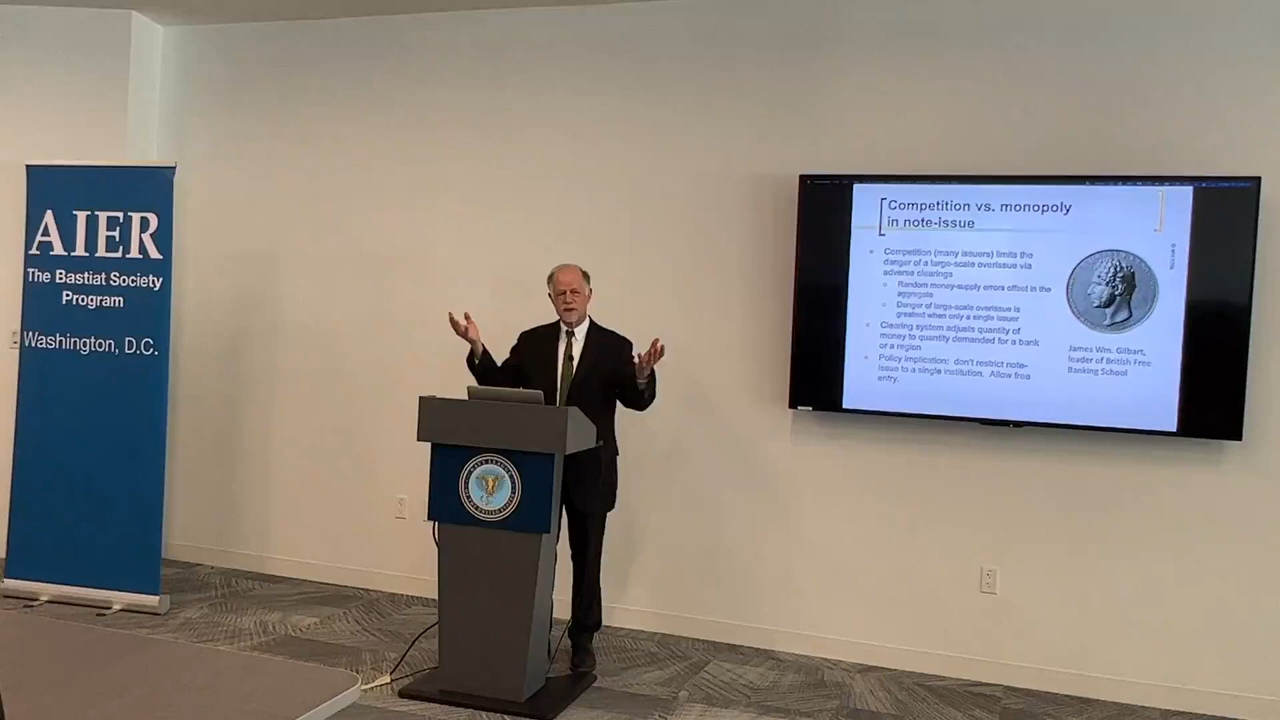 AIER
The Bastiat Society
Program
Washington, D.C.
Competition vs. monopoly
in note-issue
Competition (many issuers) limits the
danger of a large-scale overissue via
adverse clearings
Random money-supply errors offset in the
aggregate
Danger of large-scale overissue is
greatest when only a single issuer
Clearing system adjusts quantity of
money to quantity demanded for a bank
or a region
Policy implication: don't restrict note-
issue to a single institution. Allow free
entry.
James Wm. Gilbart,
leader of British Free
Banking School